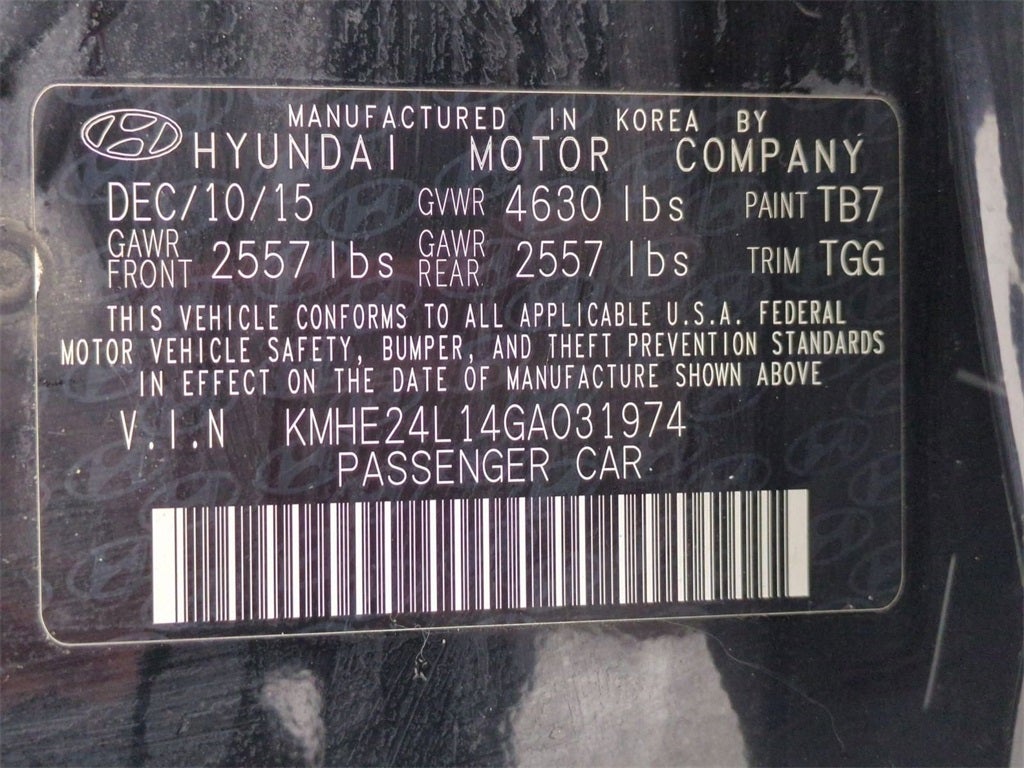 MANUFACTURED IN KOREA BY
HYUNDAI MOTOR COMPANY
DEC/10/15 GVWR 4630 lbs PAINT TB7
GAWR FRONT 2557 lbs GAWR REAR 2557 lbs TRIM TGG
THIS VEHICLE CONFORMS TO ALL APPLICABLE U.S.A. FEDERAL
MOTOR VEHICLE SAFETY, BUMPER, AND THEFT PREVENTION STANDARDS
IN EFFECT ON THE DATE OF MANUFACTURE SHOWN ABOVE
V.I.N KMHE24L14GA031974
PASSENGER CAR